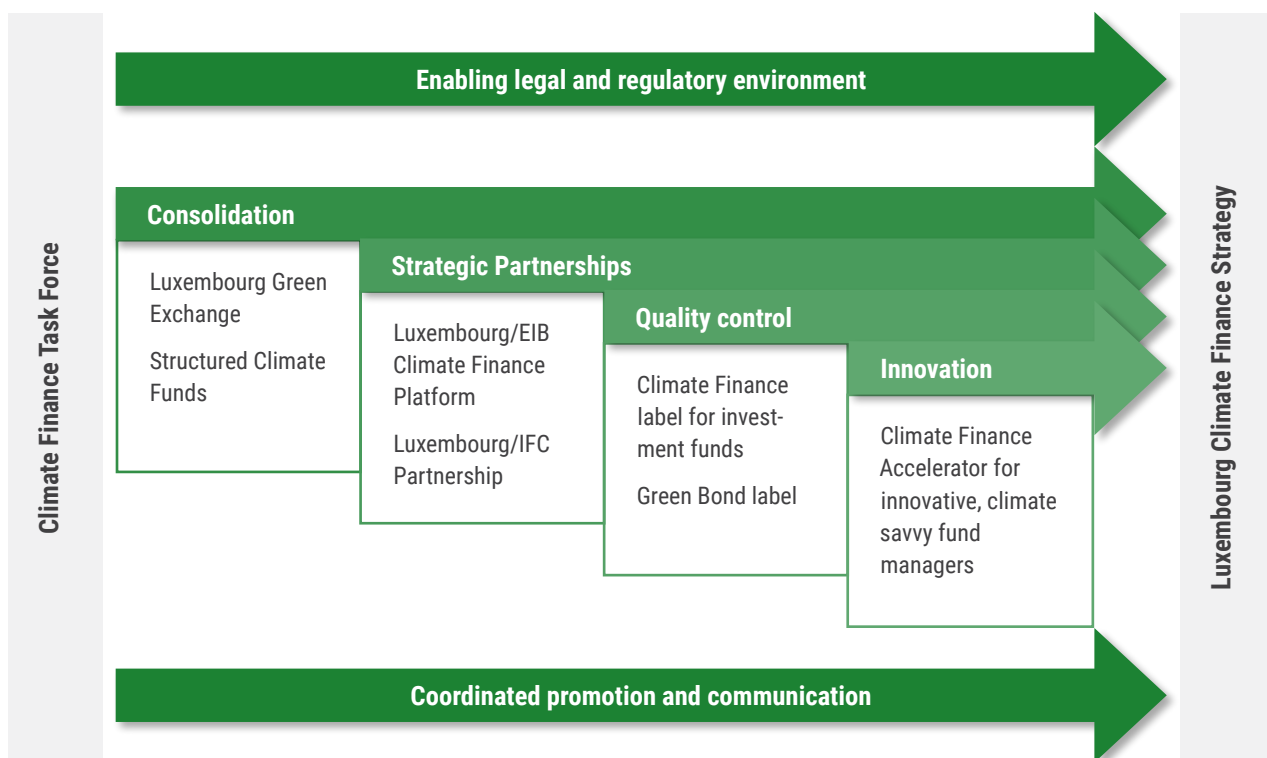 Climate Finance Task Force
Enabling legal and regulatory environment
Consolidation
Luxembourg Green
Exchange
Structured Climate
Funds
Strategic Partnerships
Luxembourg/EIB
Climate Finance
Platform
Luxembourg/IFC
Partnership
Quality control
Climate Finance
label for invest-
ment funds
Green Bond label
Innovation
Climate Finance
Accelerator for
innovative, climate
savvy fund
managers
Coordinated promotion and communication
Luxembourg Climate Finance Strategy